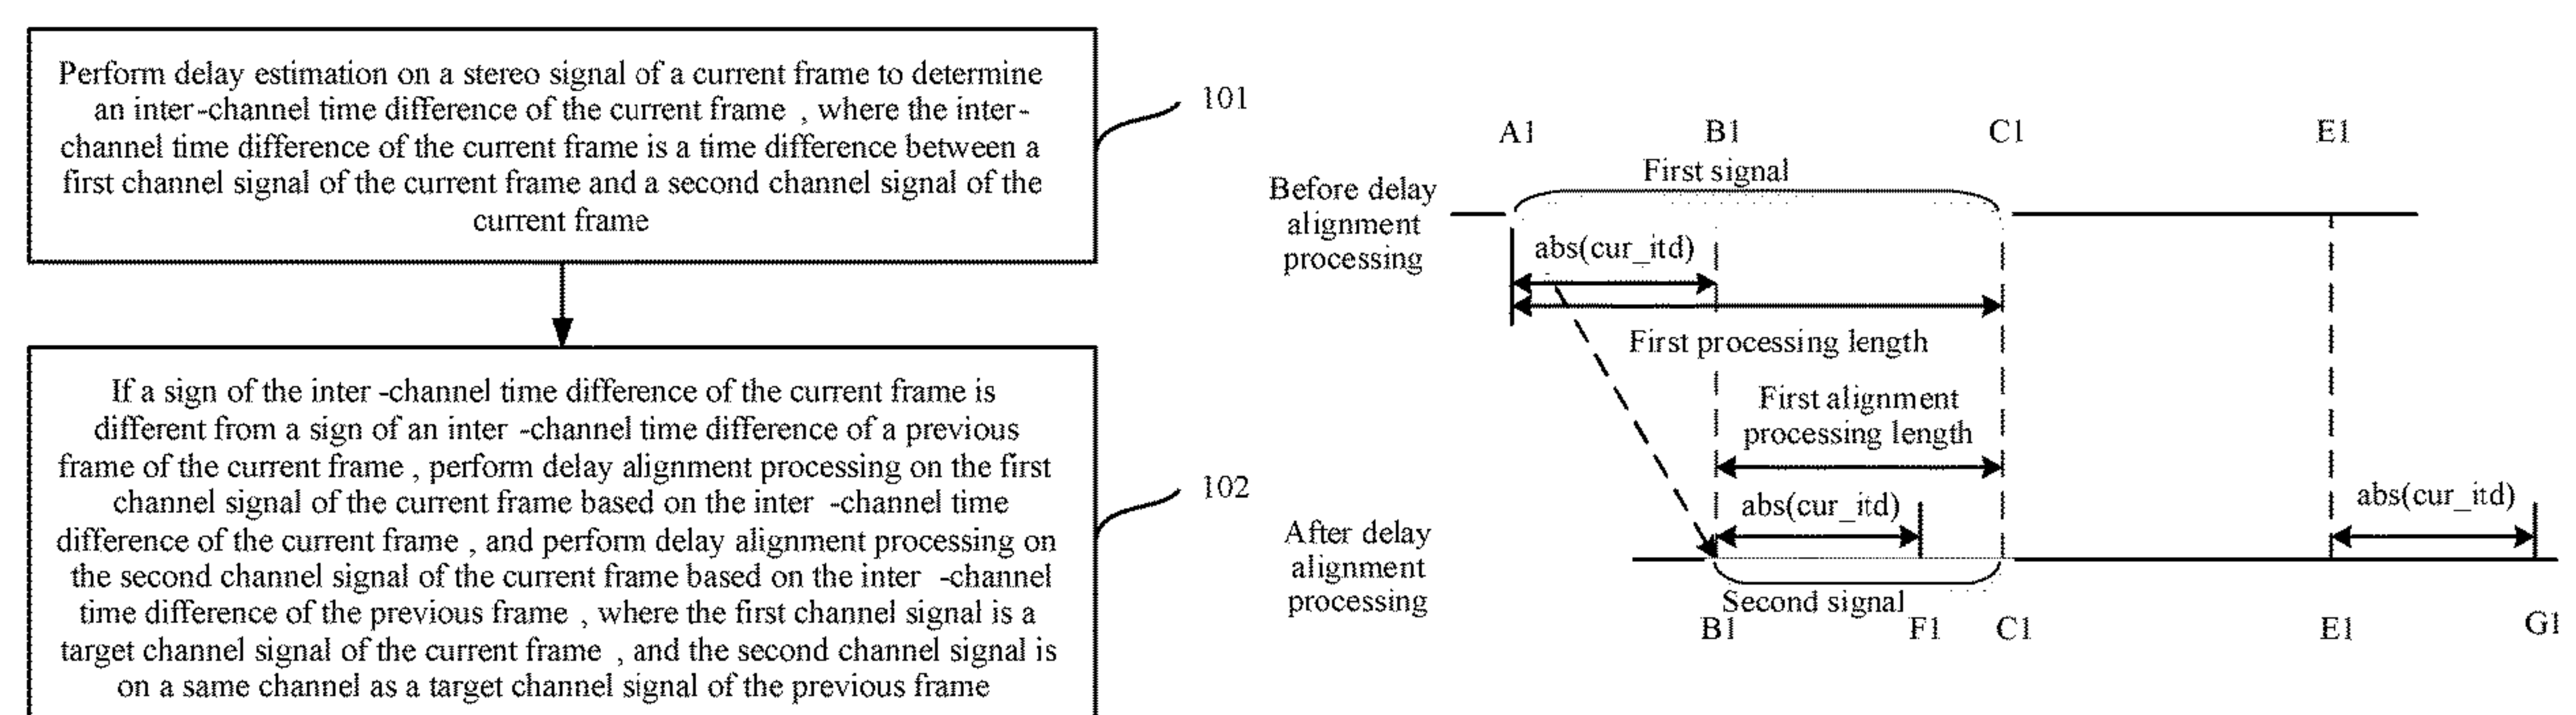 Perform delay estimation on a stereo signal of a current frame to determine
an inter-channel time difference of the current frame , where the inter-
channel time difference of the current frame is a time difference between a
first channel signal of the current frame and a second channel signal of the
current frame
101
If a sign of the inter -channel time difference of the current frame is
different from a sign of an inter -channel time difference of a previous
frame of the current frame , perform delay alignment processing on the first
channel signal of the current frame based on the inter -channel time
difference of the current frame , and perform delay alignment processing on
the second channel signal of the current frame based on the inter -channel
time difference of the previous frame , where the first channel signal is a
target channel signal of the current frame , and the second channel signal is
on a same channel as a target channel signal of the previous frame
102
A1 B1 C1 E1
First signal
Before delay
alignment
processing
abs(cur_itd)
First processing length
First alignment
processing length
abs(cur_itd)
abs(cur_itd)
After delay
alignment
processing
Second signal
B1 F1 C1 E1 G1